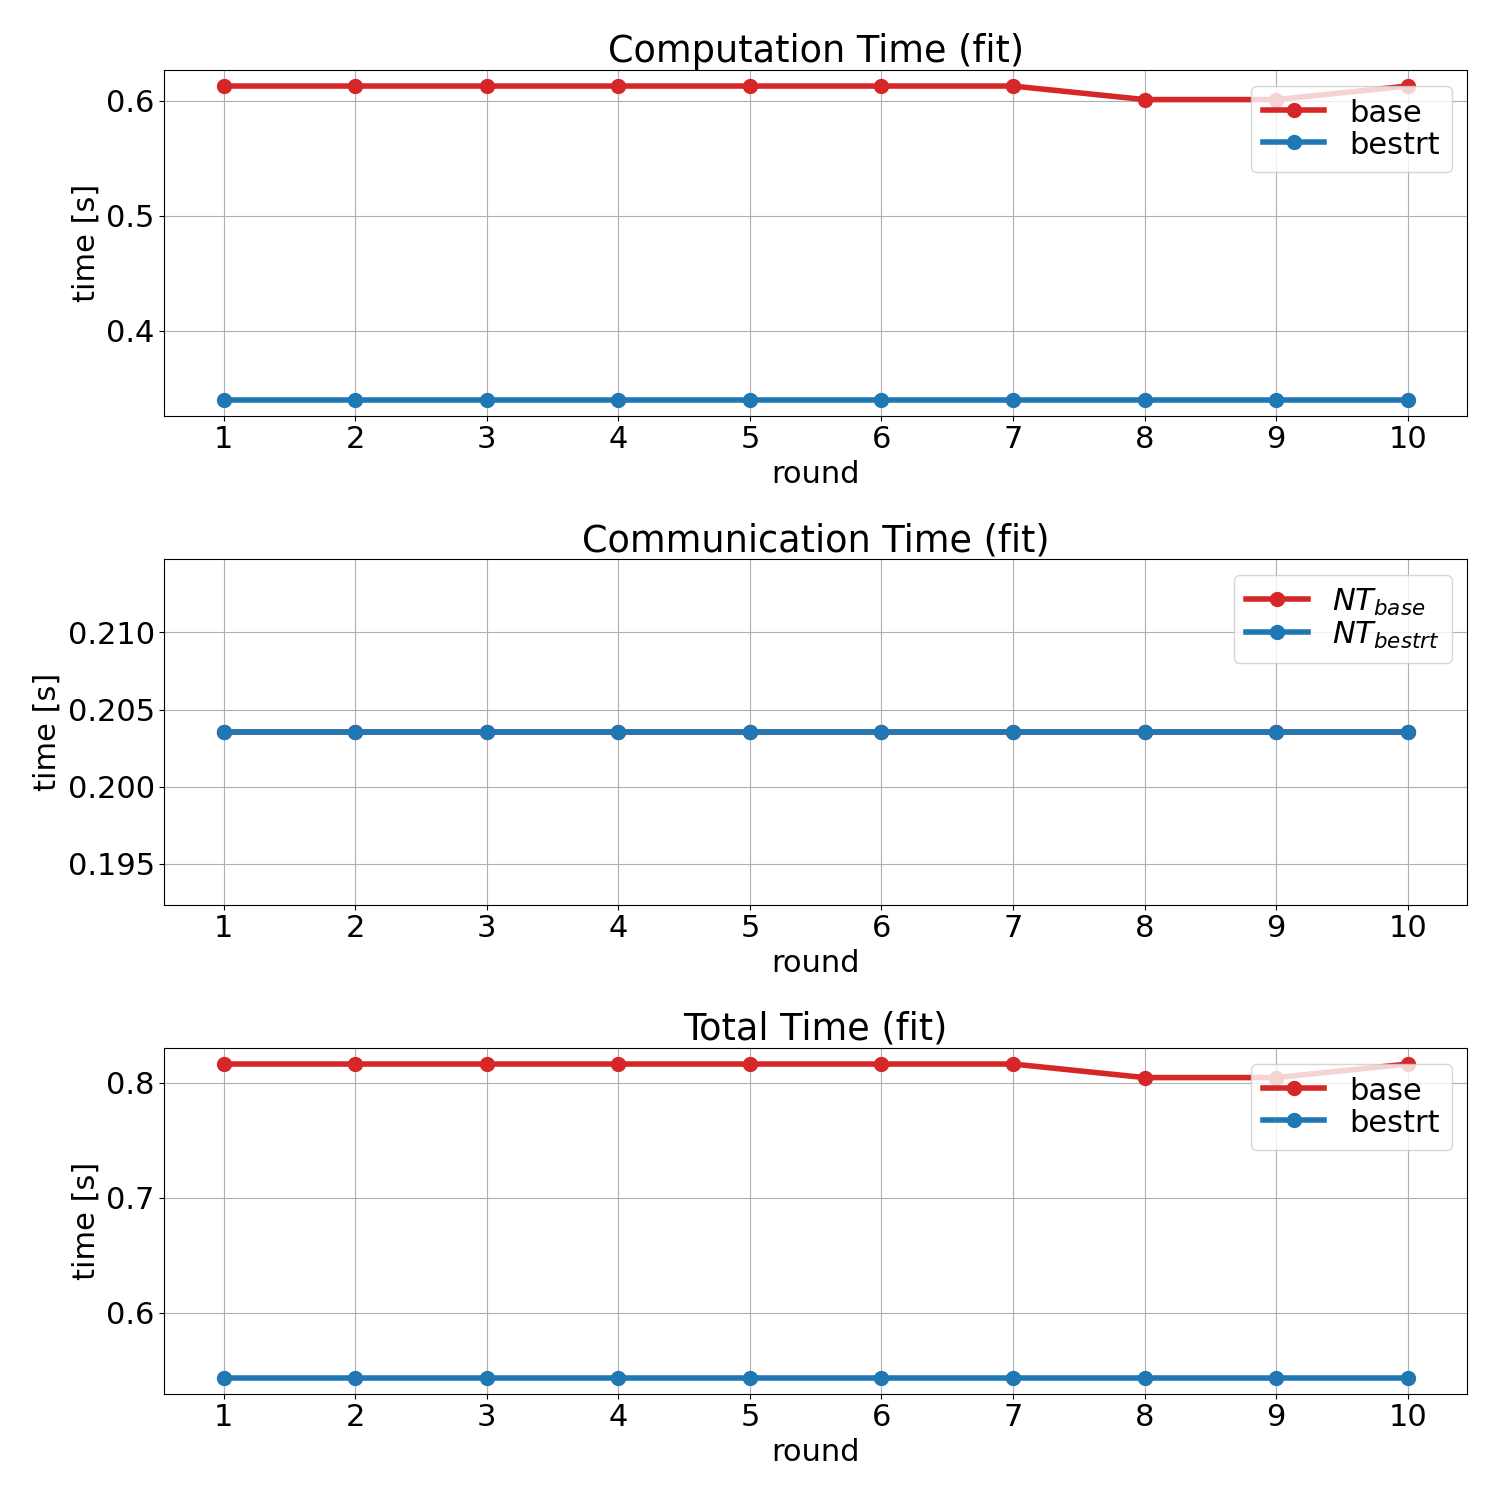 Computation Time (fit)
time [s]
0.6
0.5
0.4
base
bestrt
1 2 3 4 5 6 7 8 9 10
round
Communication Time (fit)
time [s]
0.210
0.205
0.200
0.195
NT_base
NT_bestrt
1 2 3 4 5 6 7 8 9 10
round
Total Time (fit)
time [s]
0.8
0.7
0.6
base
bestrt
1 2 3 4 5 6 7 8 9 10
round